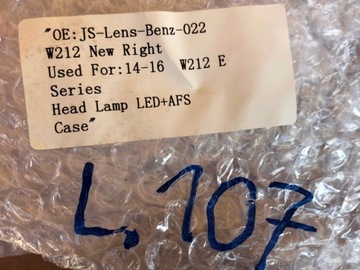 "OE:JS-Lens-Benz-022
W212 New Right
Used For:14-16 W212 E
Series
Head Lamp LED+AFS
Case"
L.107